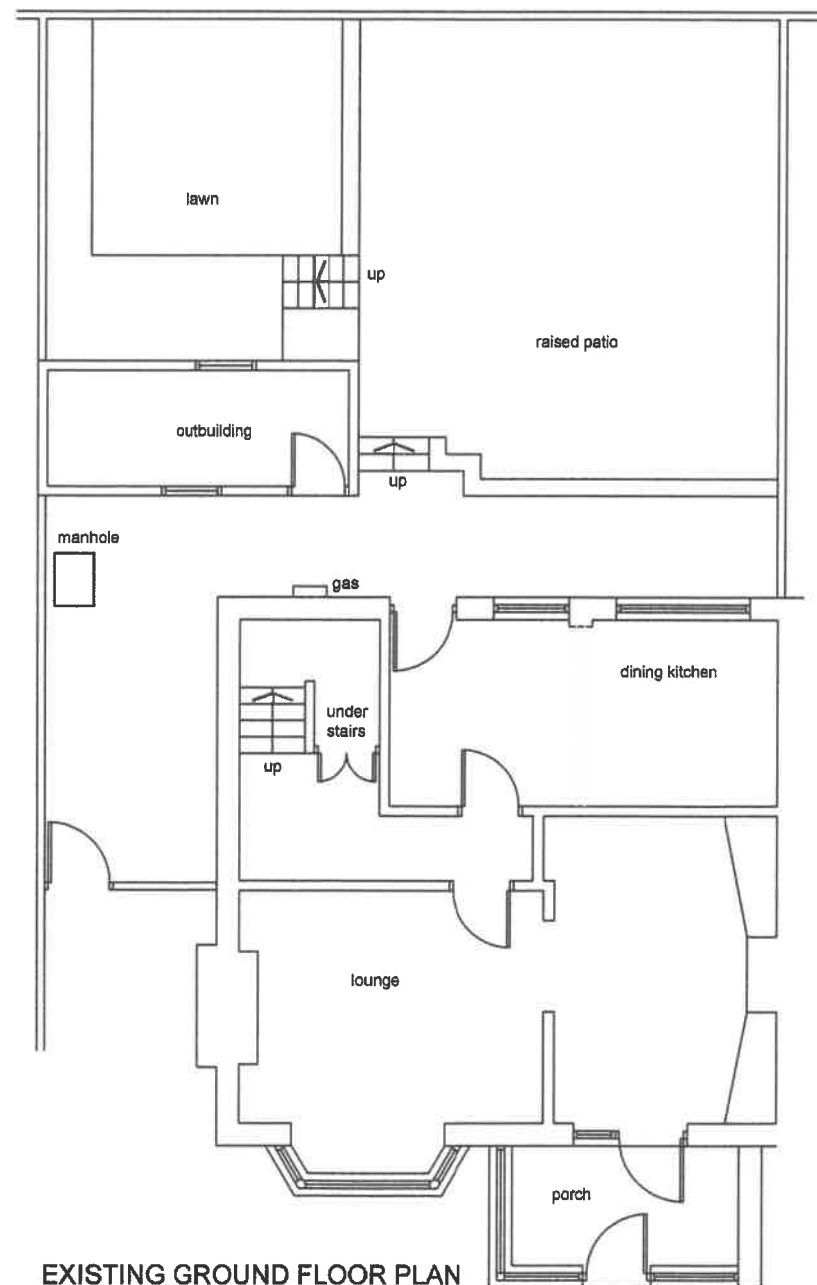 lawn
up
raised patio
outbuilding
up
manhole
gas
dining kitchen
under
stairs
up
lounge
porch
EXISTING GROUND FLOOR PLAN